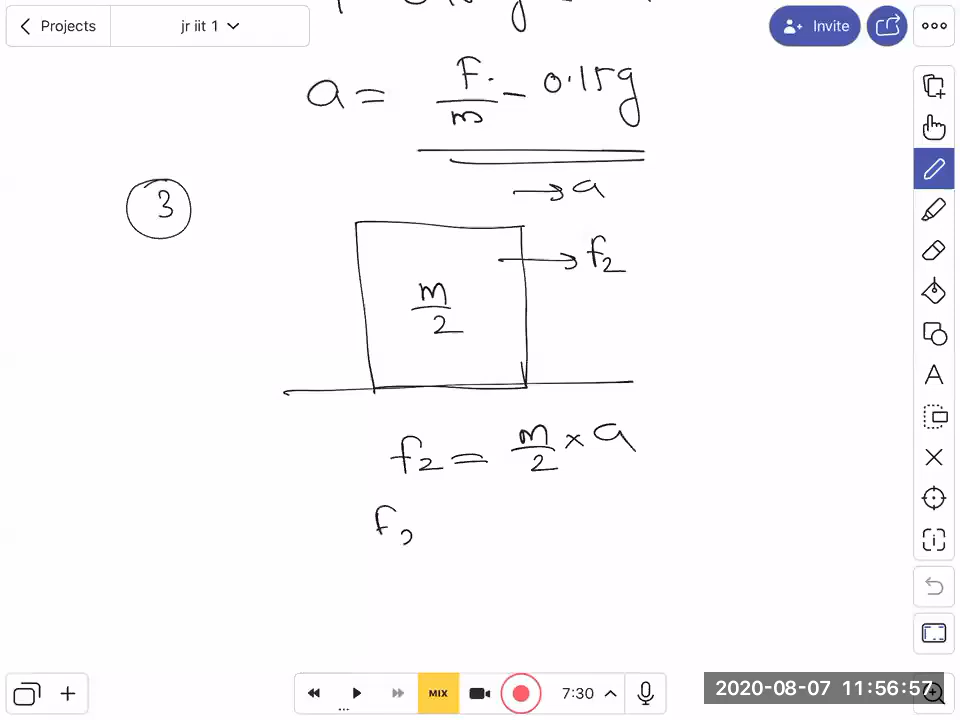 Projects
jr iit 1
Invite
a = F/m - 0.15g
→ a
3
m/2
→ f2
f2 = m/2 × a
f2
MIX
7:30
2020-08-07 11:56:57